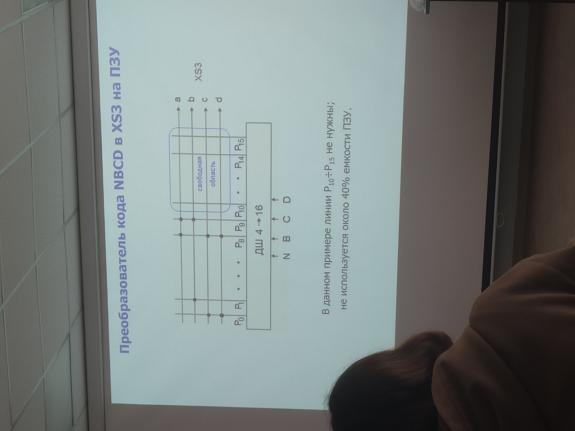 Преобразователь кода NBCD в XS3 на ПЗУ
a
b
c
d
XS3
свободная
область
P₀ P₁ • • • P₈ P₉ P₁₀ • • P₁₄ P₁₅
ДШ 4→16
N B C D
В данном примере линии P₁₀÷P₁₅ не нужны;
не используется около 40% емкости ПЗУ.